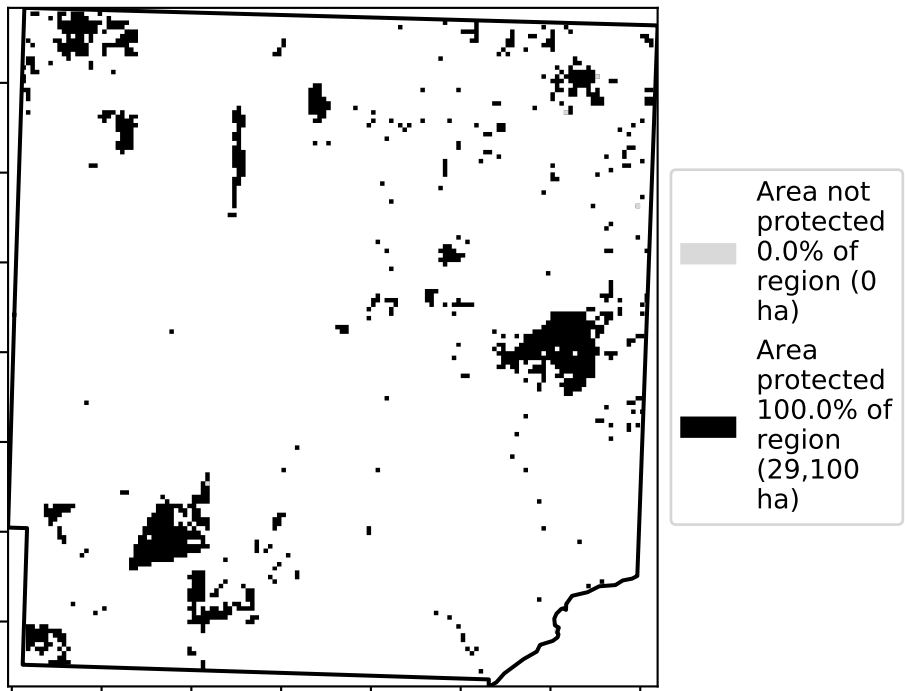 Area not
protected
0.0% of
region (0
ha)
Area
protected
100.0% of
region
(29,100
ha)